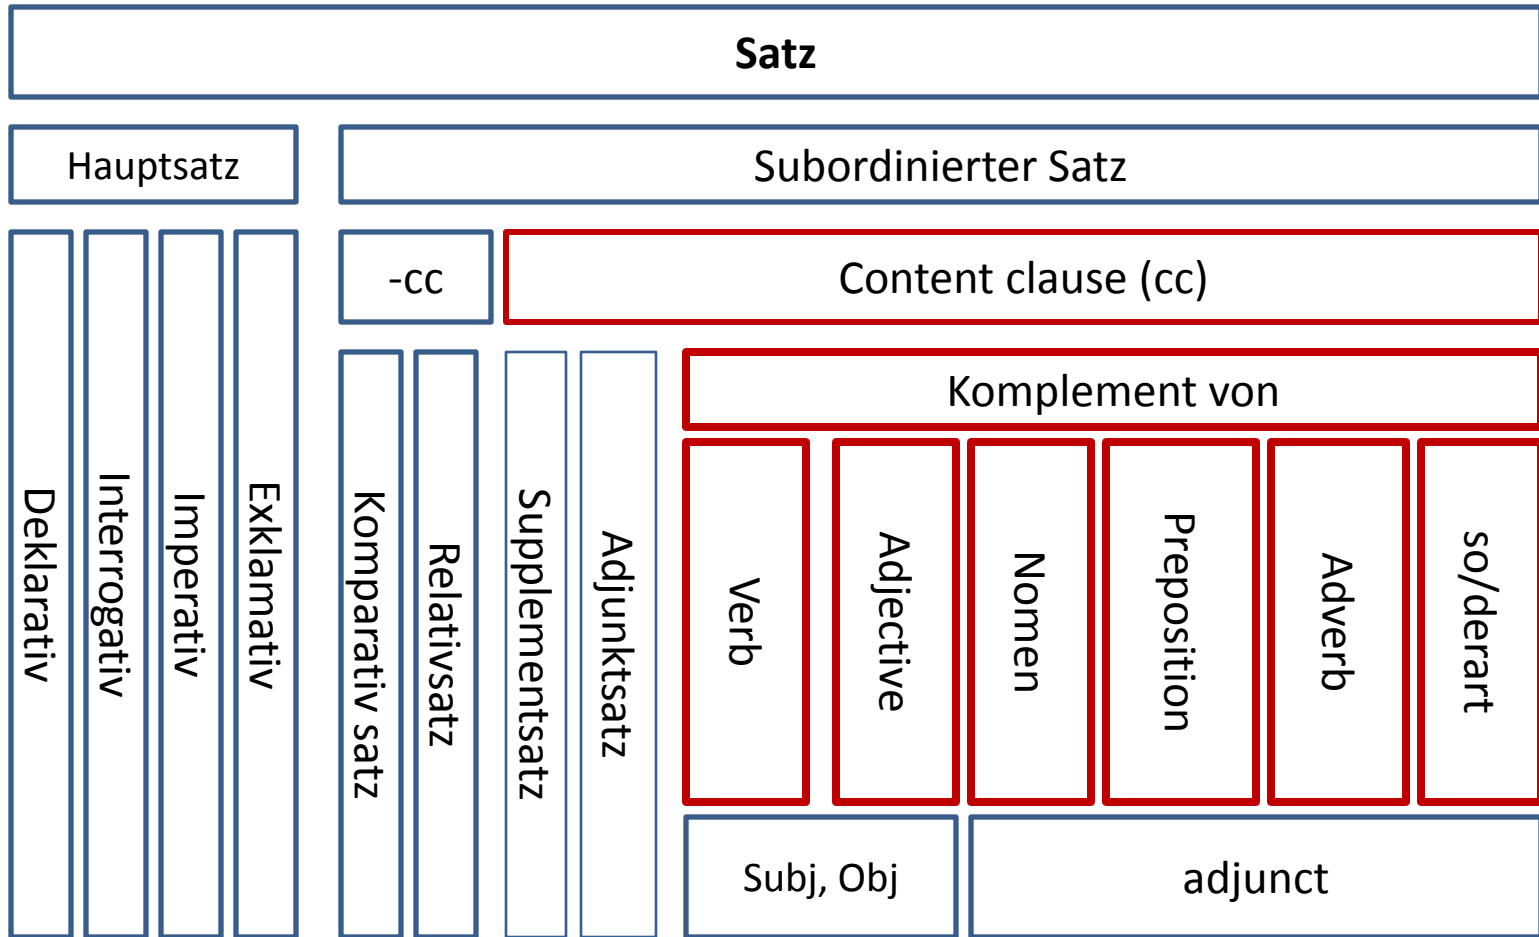 Satz
Hauptsatz
Subordinierter Satz
-cc
Content clause (cc)
Komplement von
Deklarativ
Interrogativ
Imperativ
Exklamativ
Komparativ satz
Relativsatz
Supplementsatz
Adjunktsatz
Verb
Adjective
Nomen
Preposition
Adverb
so/derart
Subj, Obj
adjunct